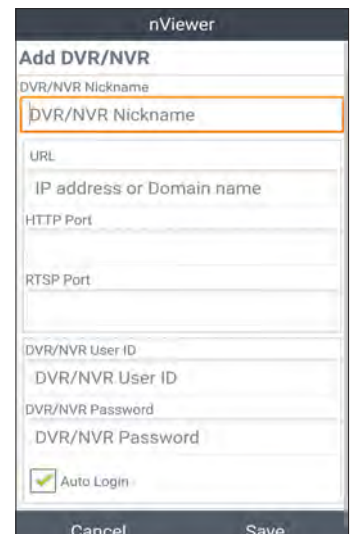 nViewer
Add DVR/NVR
DVR/NVR Nickname
DVR/NVR Nickname
URL
IP address or Domain name
HTTP Port
RTSP Port
DVR/NVR User ID
DVR/NVR User ID
DVR/NVR Password
DVR/NVR Password
Auto Login
Cancel Save